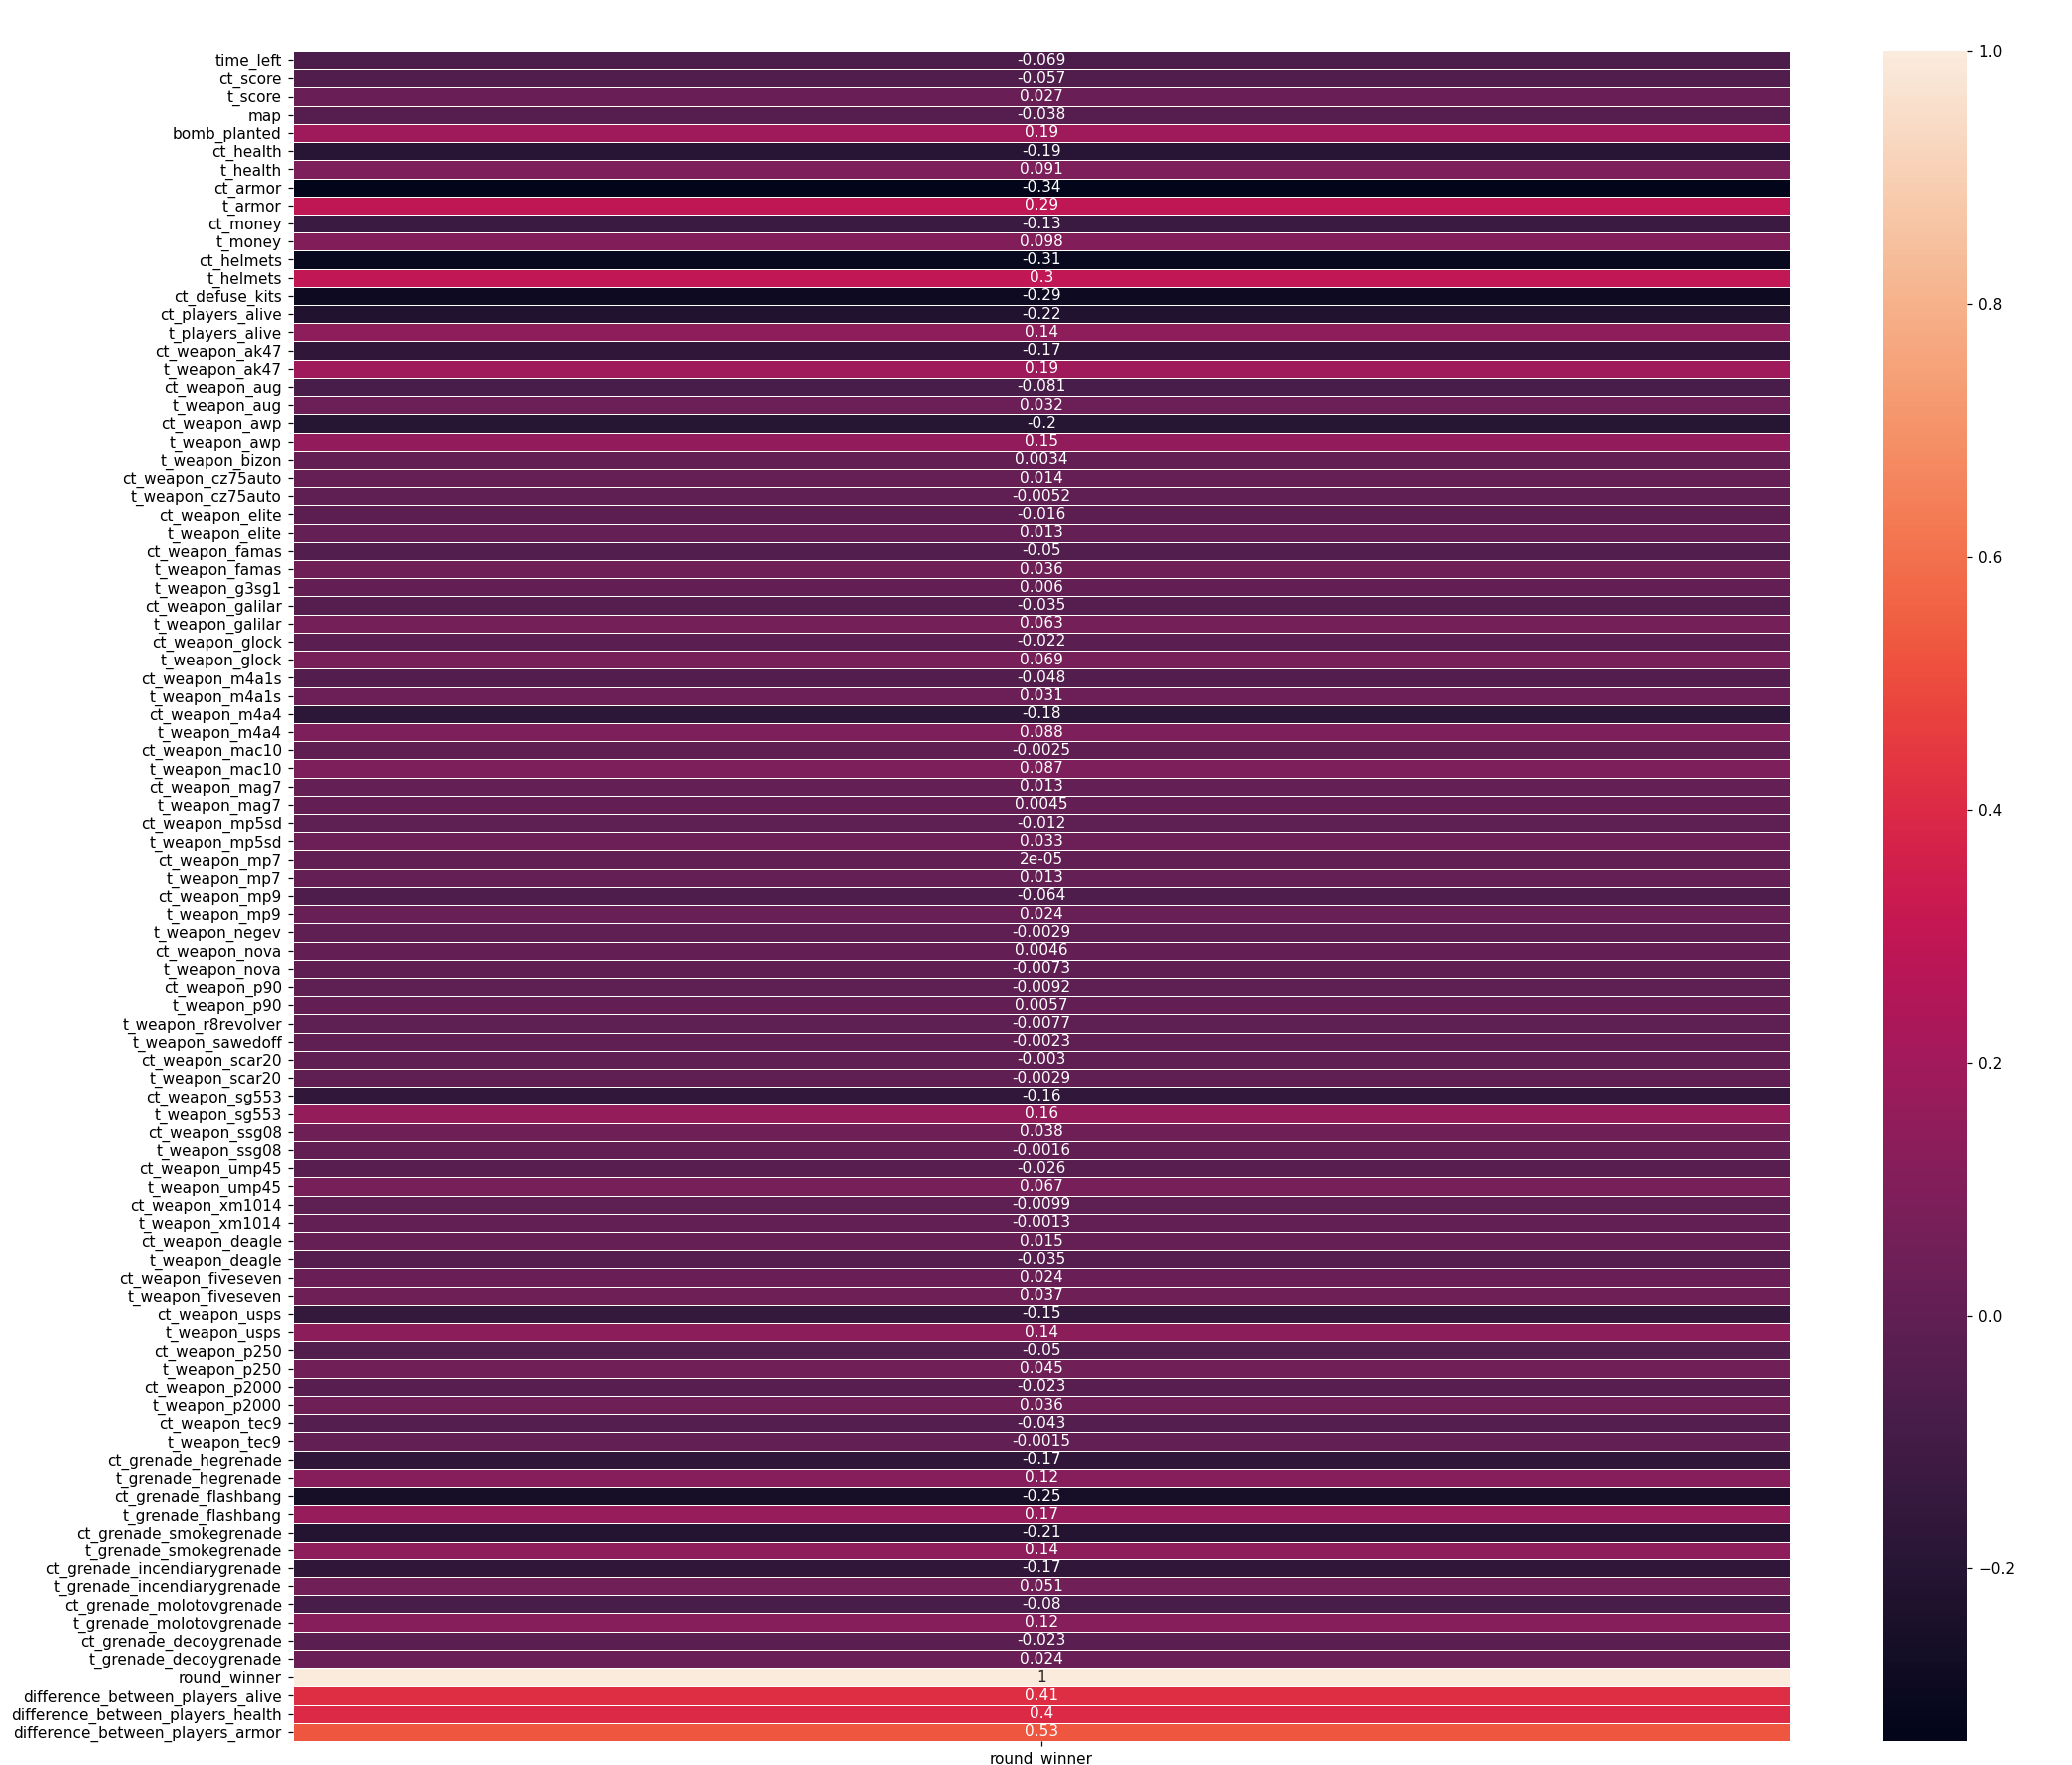 time_left -0.069
ct_score -0.057
t_score 0.027
map -0.038
bomb_planted 0.19
ct_health -0.19
t_health 0.091
ct_armor -0.34
t_armor 0.29
ct_money -0.13
t_money 0.098
ct_helmets -0.31
t_helmets 0.3
ct_defuse_kits -0.29
ct_players_alive -0.22
t_players_alive 0.14
ct_weapon_ak47 -0.17
t_weapon_ak47 0.19
ct_weapon_aug -0.081
t_weapon_aug 0.032
ct_weapon_awp -0.2
t_weapon_awp 0.15
t_weapon_bizon 0.0034
ct_weapon_cz75auto 0.014
t_weapon_cz75auto -0.0052
ct_weapon_elite -0.016
t_weapon_elite 0.013
ct_weapon_famas -0.05
t_weapon_famas 0.036
t_weapon_g3sg1 0.006
ct_weapon_galilar -0.035
t_weapon_galilar 0.063
ct_weapon_glock -0.022
t_weapon_glock 0.069
ct_weapon_m4a1s -0.048
t_weapon_m4a1s 0.031
ct_weapon_m4a4 -0.18
t_weapon_m4a4 0.088
ct_weapon_mac10 -0.0025
t_weapon_mac10 0.087
ct_weapon_mag7 0.013
t_weapon_mag7 0.0045
ct_weapon_mp5sd -0.012
t_weapon_mp5sd 0.033
ct_weapon_mp7 2e-05
t_weapon_mp7 0.013
ct_weapon_mp9 -0.064
t_weapon_mp9 0.024
t_weapon_negev -0.0029
ct_weapon_nova 0.0046
t_weapon_nova -0.0073
ct_weapon_p90 -0.0092
t_weapon_p90 0.0057
t_weapon_r8revolver -0.0077
t_weapon_sawedoff -0.0023
ct_weapon_scar20 -0.003
t_weapon_scar20 -0.0029
ct_weapon_sg553 -0.16
t_weapon_sg553 0.16
ct_weapon_ssg08 0.038
t_weapon_ssg08 -0.0016
ct_weapon_ump45 -0.026
t_weapon_ump45 0.067
ct_weapon_xm1014 -0.0099
t_weapon_xm1014 -0.0013
ct_weapon_deagle 0.015
t_weapon_deagle -0.035
ct_weapon_fiveseven 0.024
t_weapon_fiveseven 0.037
ct_weapon_usps -0.15
t_weapon_usps 0.14
ct_weapon_p250 -0.05
t_weapon_p250 0.045
ct_weapon_p2000 -0.023
t_weapon_p2000 0.036
ct_weapon_tec9 -0.043
t_weapon_tec9 -0.0015
ct_grenade_hegrenade -0.17
t_grenade_hegrenade 0.12
ct_grenade_flashbang -0.25
t_grenade_flashbang 0.17
ct_grenade_smokegrenade -0.21
t_grenade_smokegrenade 0.14
ct_grenade_incendiarygrenade -0.17
t_grenade_incendiarygrenade 0.051
ct_grenade_molotovgrenade -0.08
t_grenade_molotovgrenade 0.12
ct_grenade_decoygrenade -0.023
t_grenade_decoygrenade 0.024
round_winner 1
difference_between_players_alive 0.41
difference_between_players_health 0.4
difference_between_players_armor 0.53
round_winner
1.0
0.8
0.6
0.4
0.2
0.0
−0.2